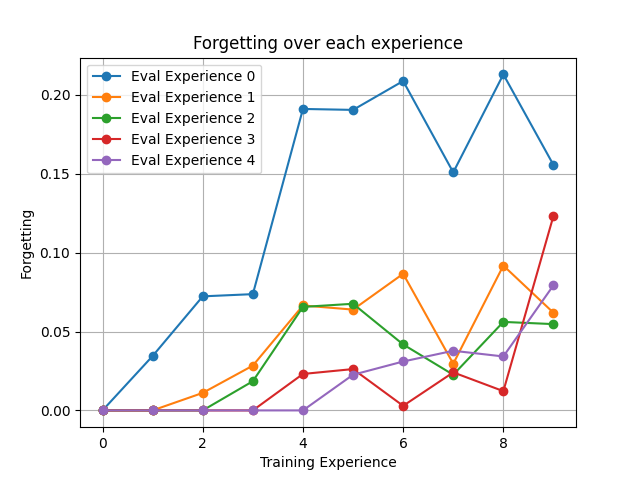 Forgetting over each experience
Eval Experience 0
Eval Experience 1
Eval Experience 2
Eval Experience 3
Eval Experience 4
Forgetting
0.20
0.15
0.10
0.05
0.00
0 2 4 6 8
Training Experience